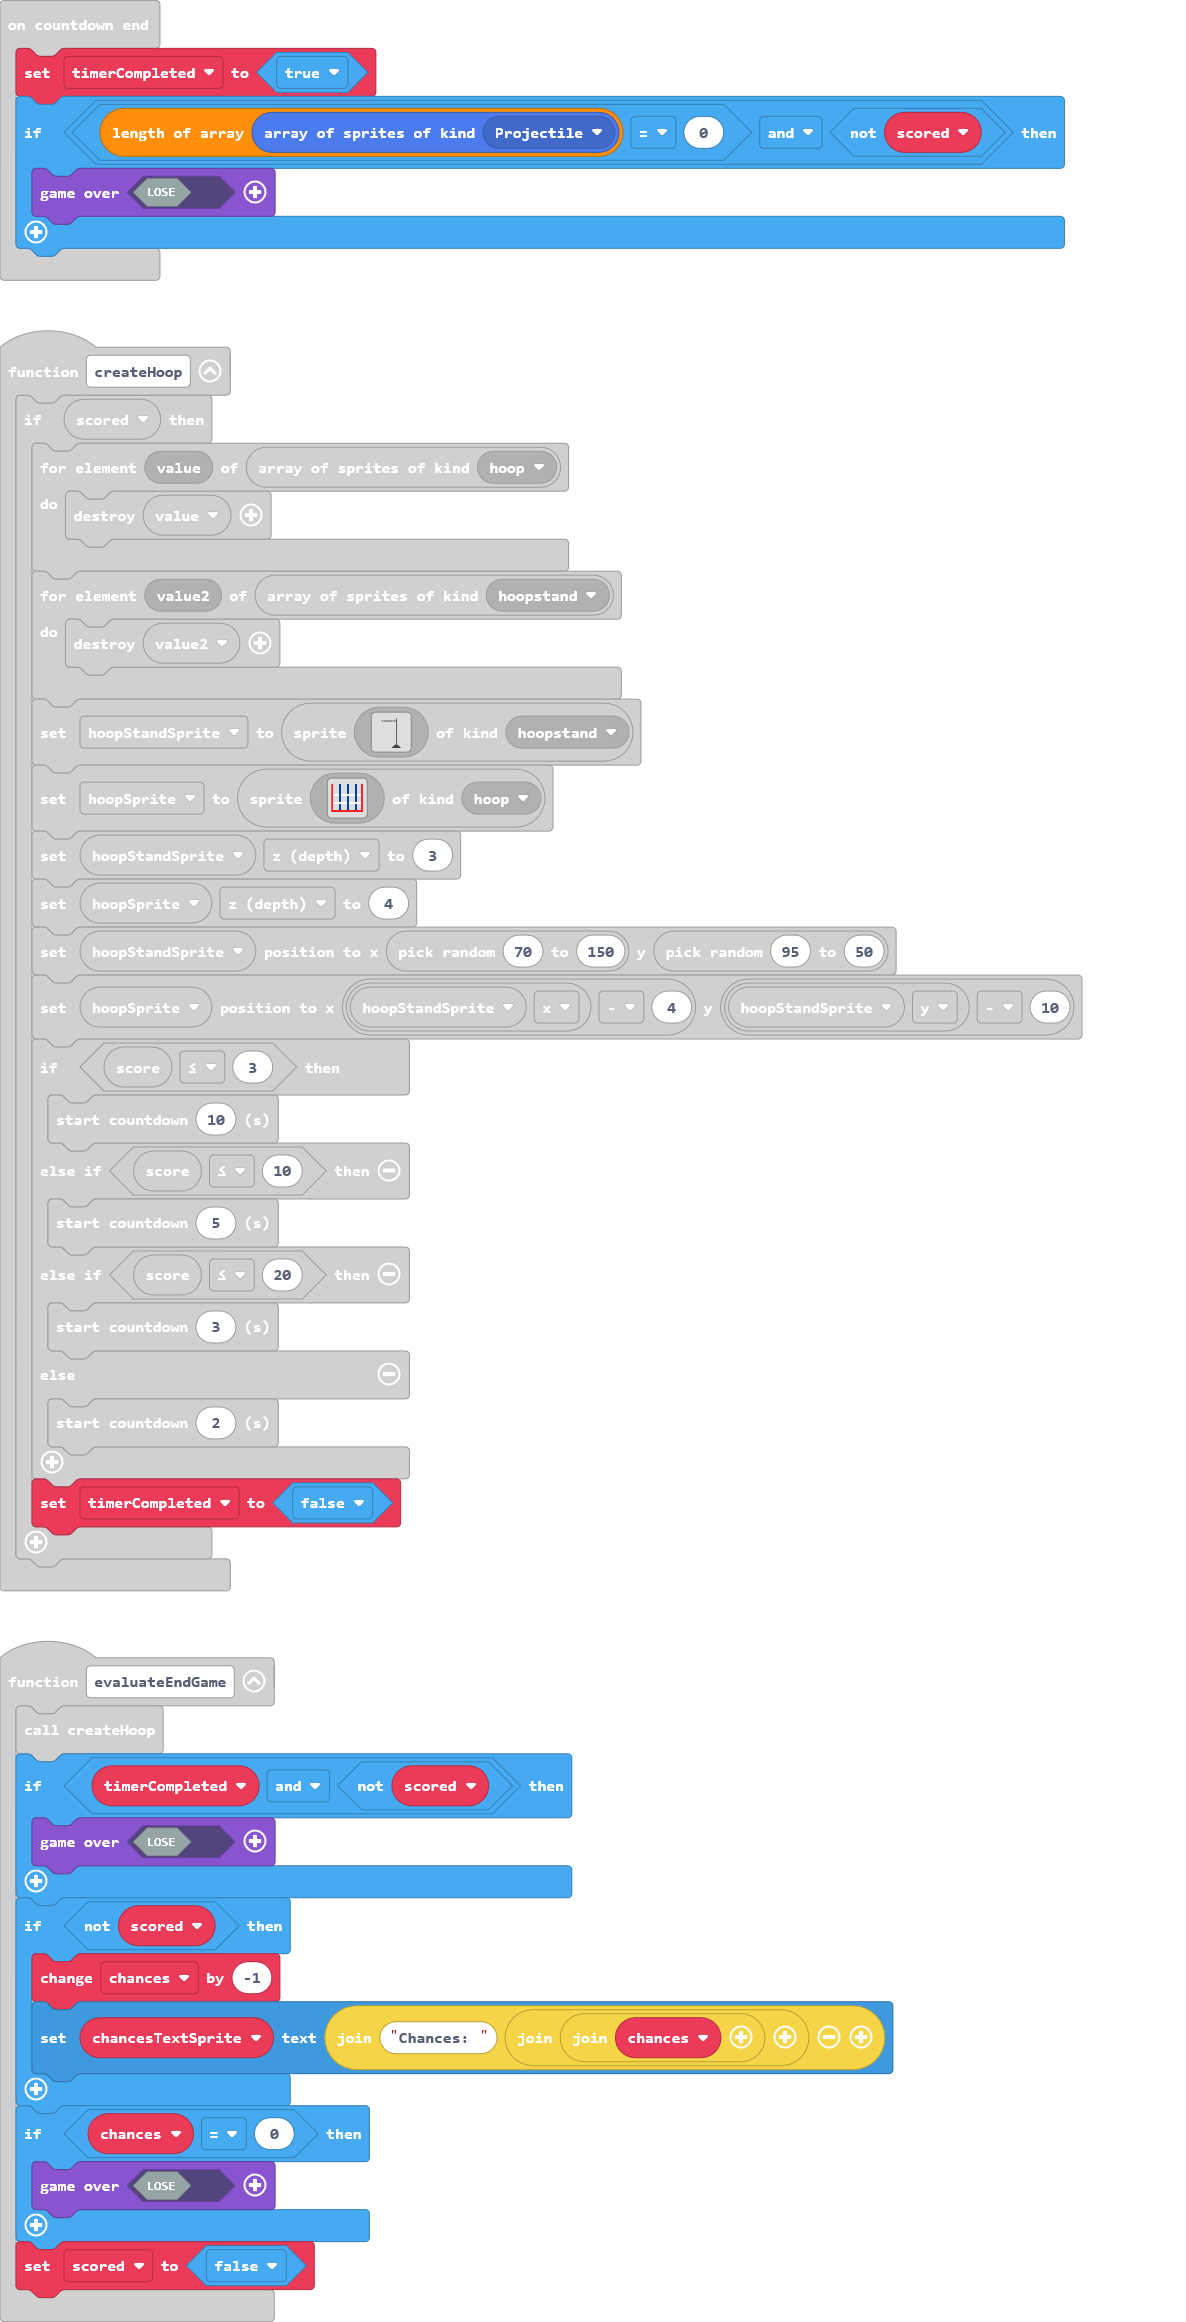 on countdown end
set timerCompleted to true
if length of array array of sprites of kind Projectile = 0 and not scored then
game over LOSE
function createHoop
if scored then
for element value of array of sprites of kind hoop
do
destroy value
for element value2 of array of sprites of kind hoopstand
do
destroy value2
set hoopStandSprite to sprite of kind hoopstand
set hoopSprite to sprite of kind hoop
set hoopStandSprite z (depth) to 3
set hoopSprite z (depth) to 4
set hoopStandSprite position to x pick random 70 to 150 y pick random 95 to 50
set hoopSprite position to x hoopStandSprite x - 4 y hoopStandSprite y - 10
if score ≤ 3 then
start countdown 10 (s)
else if score ≤ 10 then
start countdown 5 (s)
else if score ≤ 20 then
start countdown 3 (s)
else
start countdown 2 (s)
set timerCompleted to false
function evaluateEndGame
call createHoop
if timerCompleted and not scored then
game over LOSE
if not scored then
change chances by -1
set chancesTextSprite text join "Chances: " join join chances
if chances = 0 then
game over LOSE
set scored to false